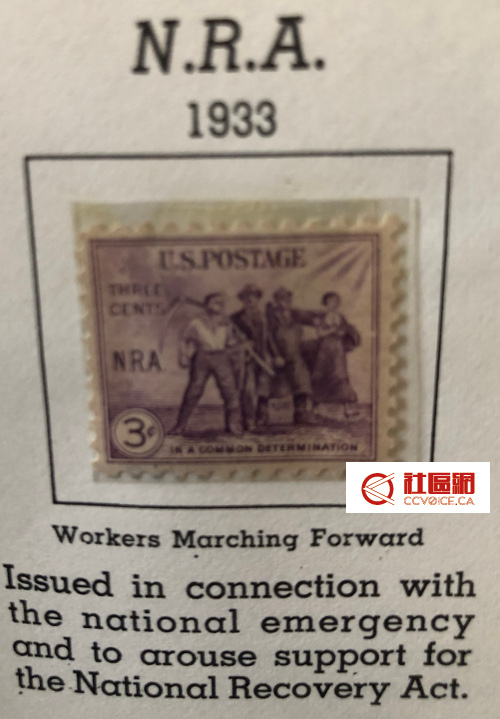 N.R.A.
1933
U.S.POSTAGE
THREE
CENTS
NRA
3¢
IN A COMMON DETERMINATION
社區網
CCVOICE.CA
Workers Marching Forward
Issued in connection with
the national emergency
and to arouse support for
the National Recovery Act.